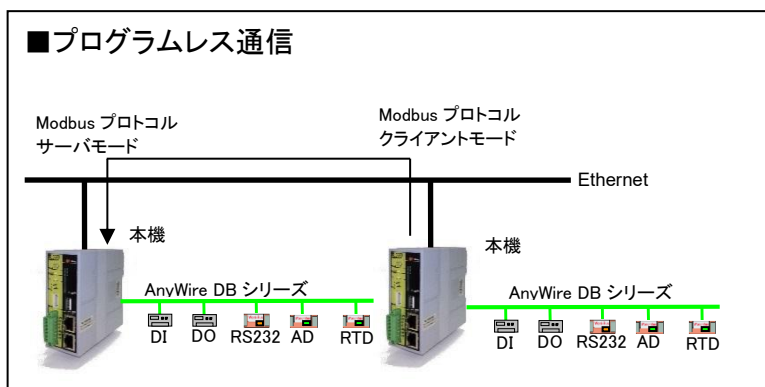 ■プログラムレス通信
Modbus プロトコル
サーバモード
Modbus プロトコル
クライアントモード
Ethernet
本機
本機
AnyWire DB シリーズ
AnyWire DB シリーズ
DI DO RS232 AD RTD
DI DO RS232 AD RTD